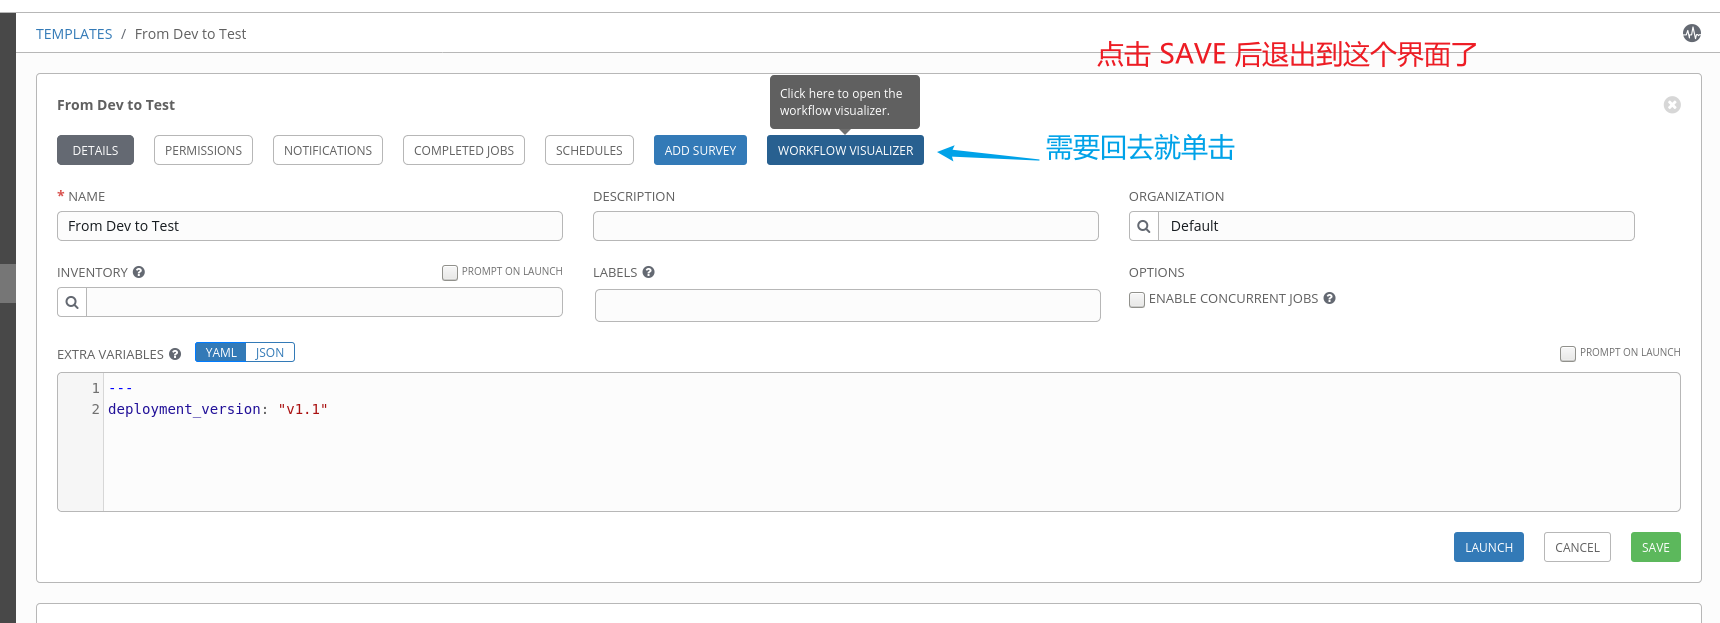 TEMPLATES / From Dev to Test
点击 SAVE 后退出到这个界面了
From Dev to Test
Click here to open the
workflow visualizer.
DETAILS PERMISSIONS NOTIFICATIONS COMPLETED JOBS SCHEDULES ADD SURVEY WORKFLOW VISUALIZER
需要回去就单击
* NAME DESCRIPTION ORGANIZATION
From Dev to Test Default
INVENTORY PROMPT ON LAUNCH LABELS OPTIONS
ENABLE CONCURRENT JOBS
EXTRA VARIABLES YAML JSON PROMPT ON LAUNCH
1 ---
2 deployment_version: "v1.1"
LAUNCH CANCEL SAVE